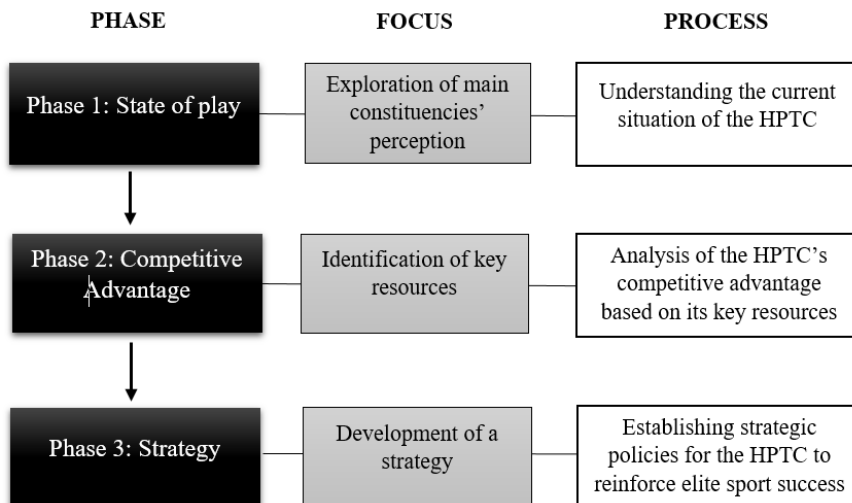 PHASE
FOCUS
PROCESS
Phase 1: State of play
Exploration of main
constituencies’
perception
Understanding the current
situation of the HPTC
Phase 2: Competitive
Advantage
Identification of key
resources
Analysis of the HPTC’s
competitive advantage
based on its key resources
Phase 3: Strategy
Development of a
strategy
Establishing strategic
policies for the HPTC to
reinforce elite sport success